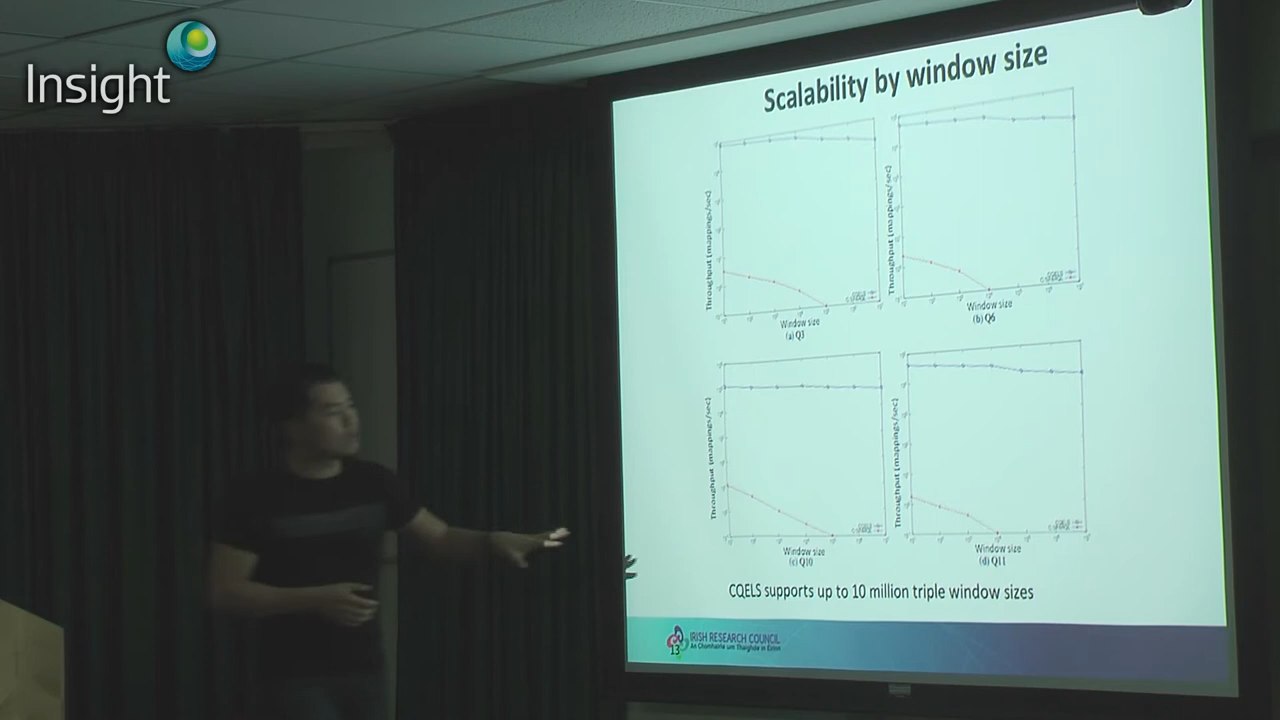 Insight
Scalability by window size
Throughput (mappings/sec)
Window size
(a) Q3
Throughput (mappings/sec)
Window size
(b) Q6
Throughput (mappings/sec)
Window size
(c) Q10
Throughput (mappings/sec)
Window size
(d) Q11
CQELS supports up to 10 million triple window sizes
13
IRISH RESEARCH COUNCIL
An Chomhairle um Thaighde in Éirinn